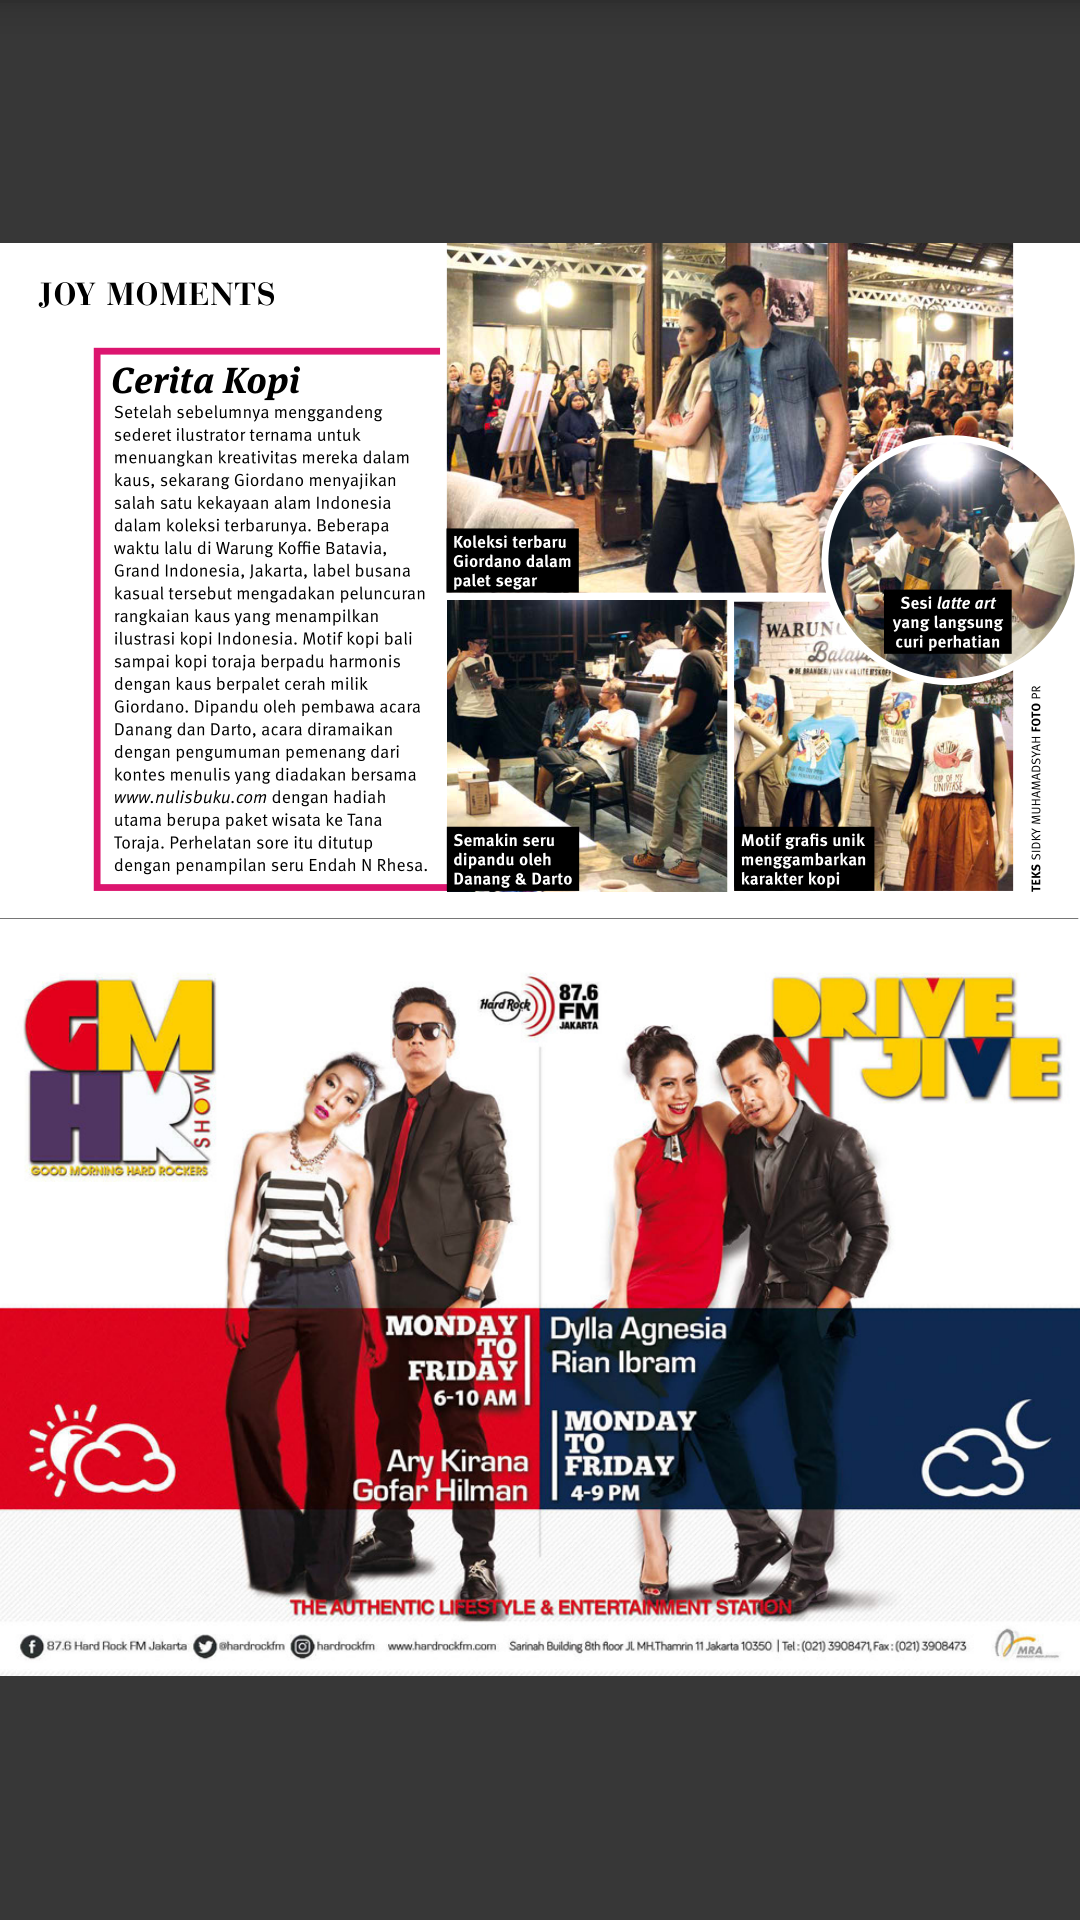 JOY MOMENTS
Cerita Kopi
Setelah sebelumnya menggandeng
sederet ilustrator ternama untuk
menuangkan kreativitas mereka dalam
kaus, sekarang Giordano menyajikan
salah satu kekayaan alam Indonesia
dalam koleksi terbarunya. Beberapa
waktu lalu di Warung Koffie Batavia,
Grand Indonesia, Jakarta, label busana
kasual tersebut mengadakan peluncuran
rangkaian kaus yang menampilkan
ilustrasi kopi Indonesia. Motif kopi bali
sampai kopi toraja berpadu harmonis
dengan kaus berpalet cerah milik
Giordano. Dipandu oleh pembawa acara
Danang dan Darto, acara diramaikan
dengan pengumuman pemenang dari
kontes menulis yang diadakan bersama
www.nulisbuku.com dengan hadiah
utama berupa paket wisata ke Tana
Toraja. Perhelatan sore itu ditutup
dengan penampilan seru Endah N Rhesa.
Koleksi terbaru
Giordano dalam
palet segar
Sesi latte art
yang langsung
curi perhatian
Semakin seru
dipandu oleh
Danang & Darto
WARUNG
Batavia
Motif grafis unik
menggambarkan
karakter kopi
CUP OF MY
UNIVERSE
TEKS SIDKY MUHAMADSYAH FOTO PR
GM
HR
SHOW
GOOD MORNING HARD ROCKERS
Hard Rock
87.6
FM
JAKARTA
DRIVE
N JIVE
MONDAY
TO
FRIDAY
6-10 AM
Ary Kirana
Gofar Hilman
Dylla Agnesia
Rian Ibram
MONDAY
TO
FRIDAY
4-9 PM
THE AUTHENTIC LIFESTYLE & ENTERTAINMENT STATION
87.6 Hard Rock FM Jakarta @hardrockfm hardrockfm www.hardrockfm.com Sarinah Building 8th floor Jl. MH.Thamrin 11 Jakarta 10350 | Tel : (021) 3908471, Fax : (021) 3908473
MRA